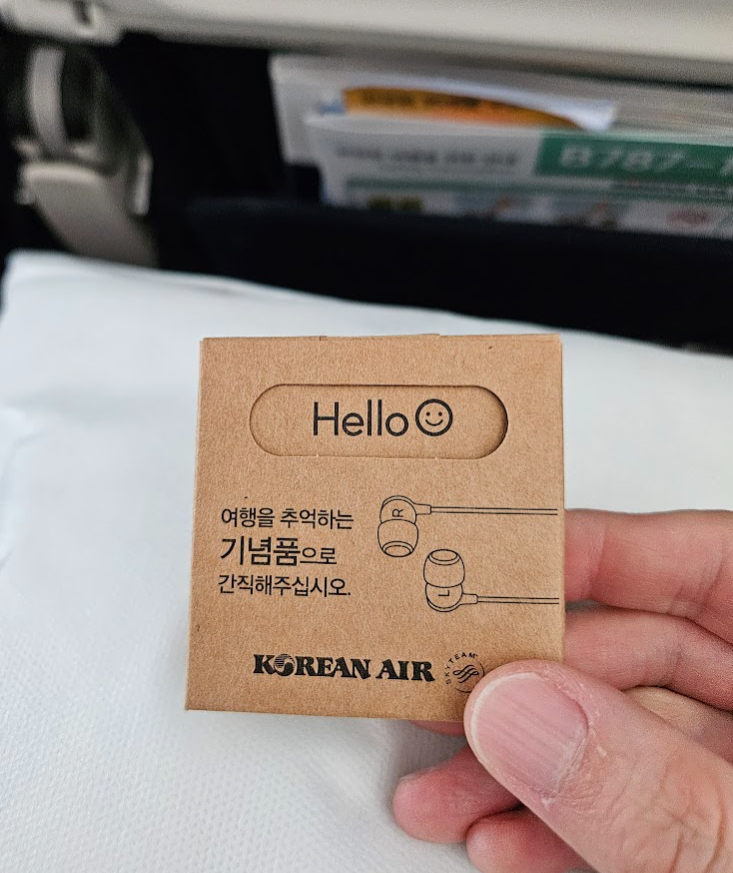 B787
Hello
여행을 추억하는
기념품으로
간직해주십시오.
R
L
KOREAN AIR
SKYTEAM